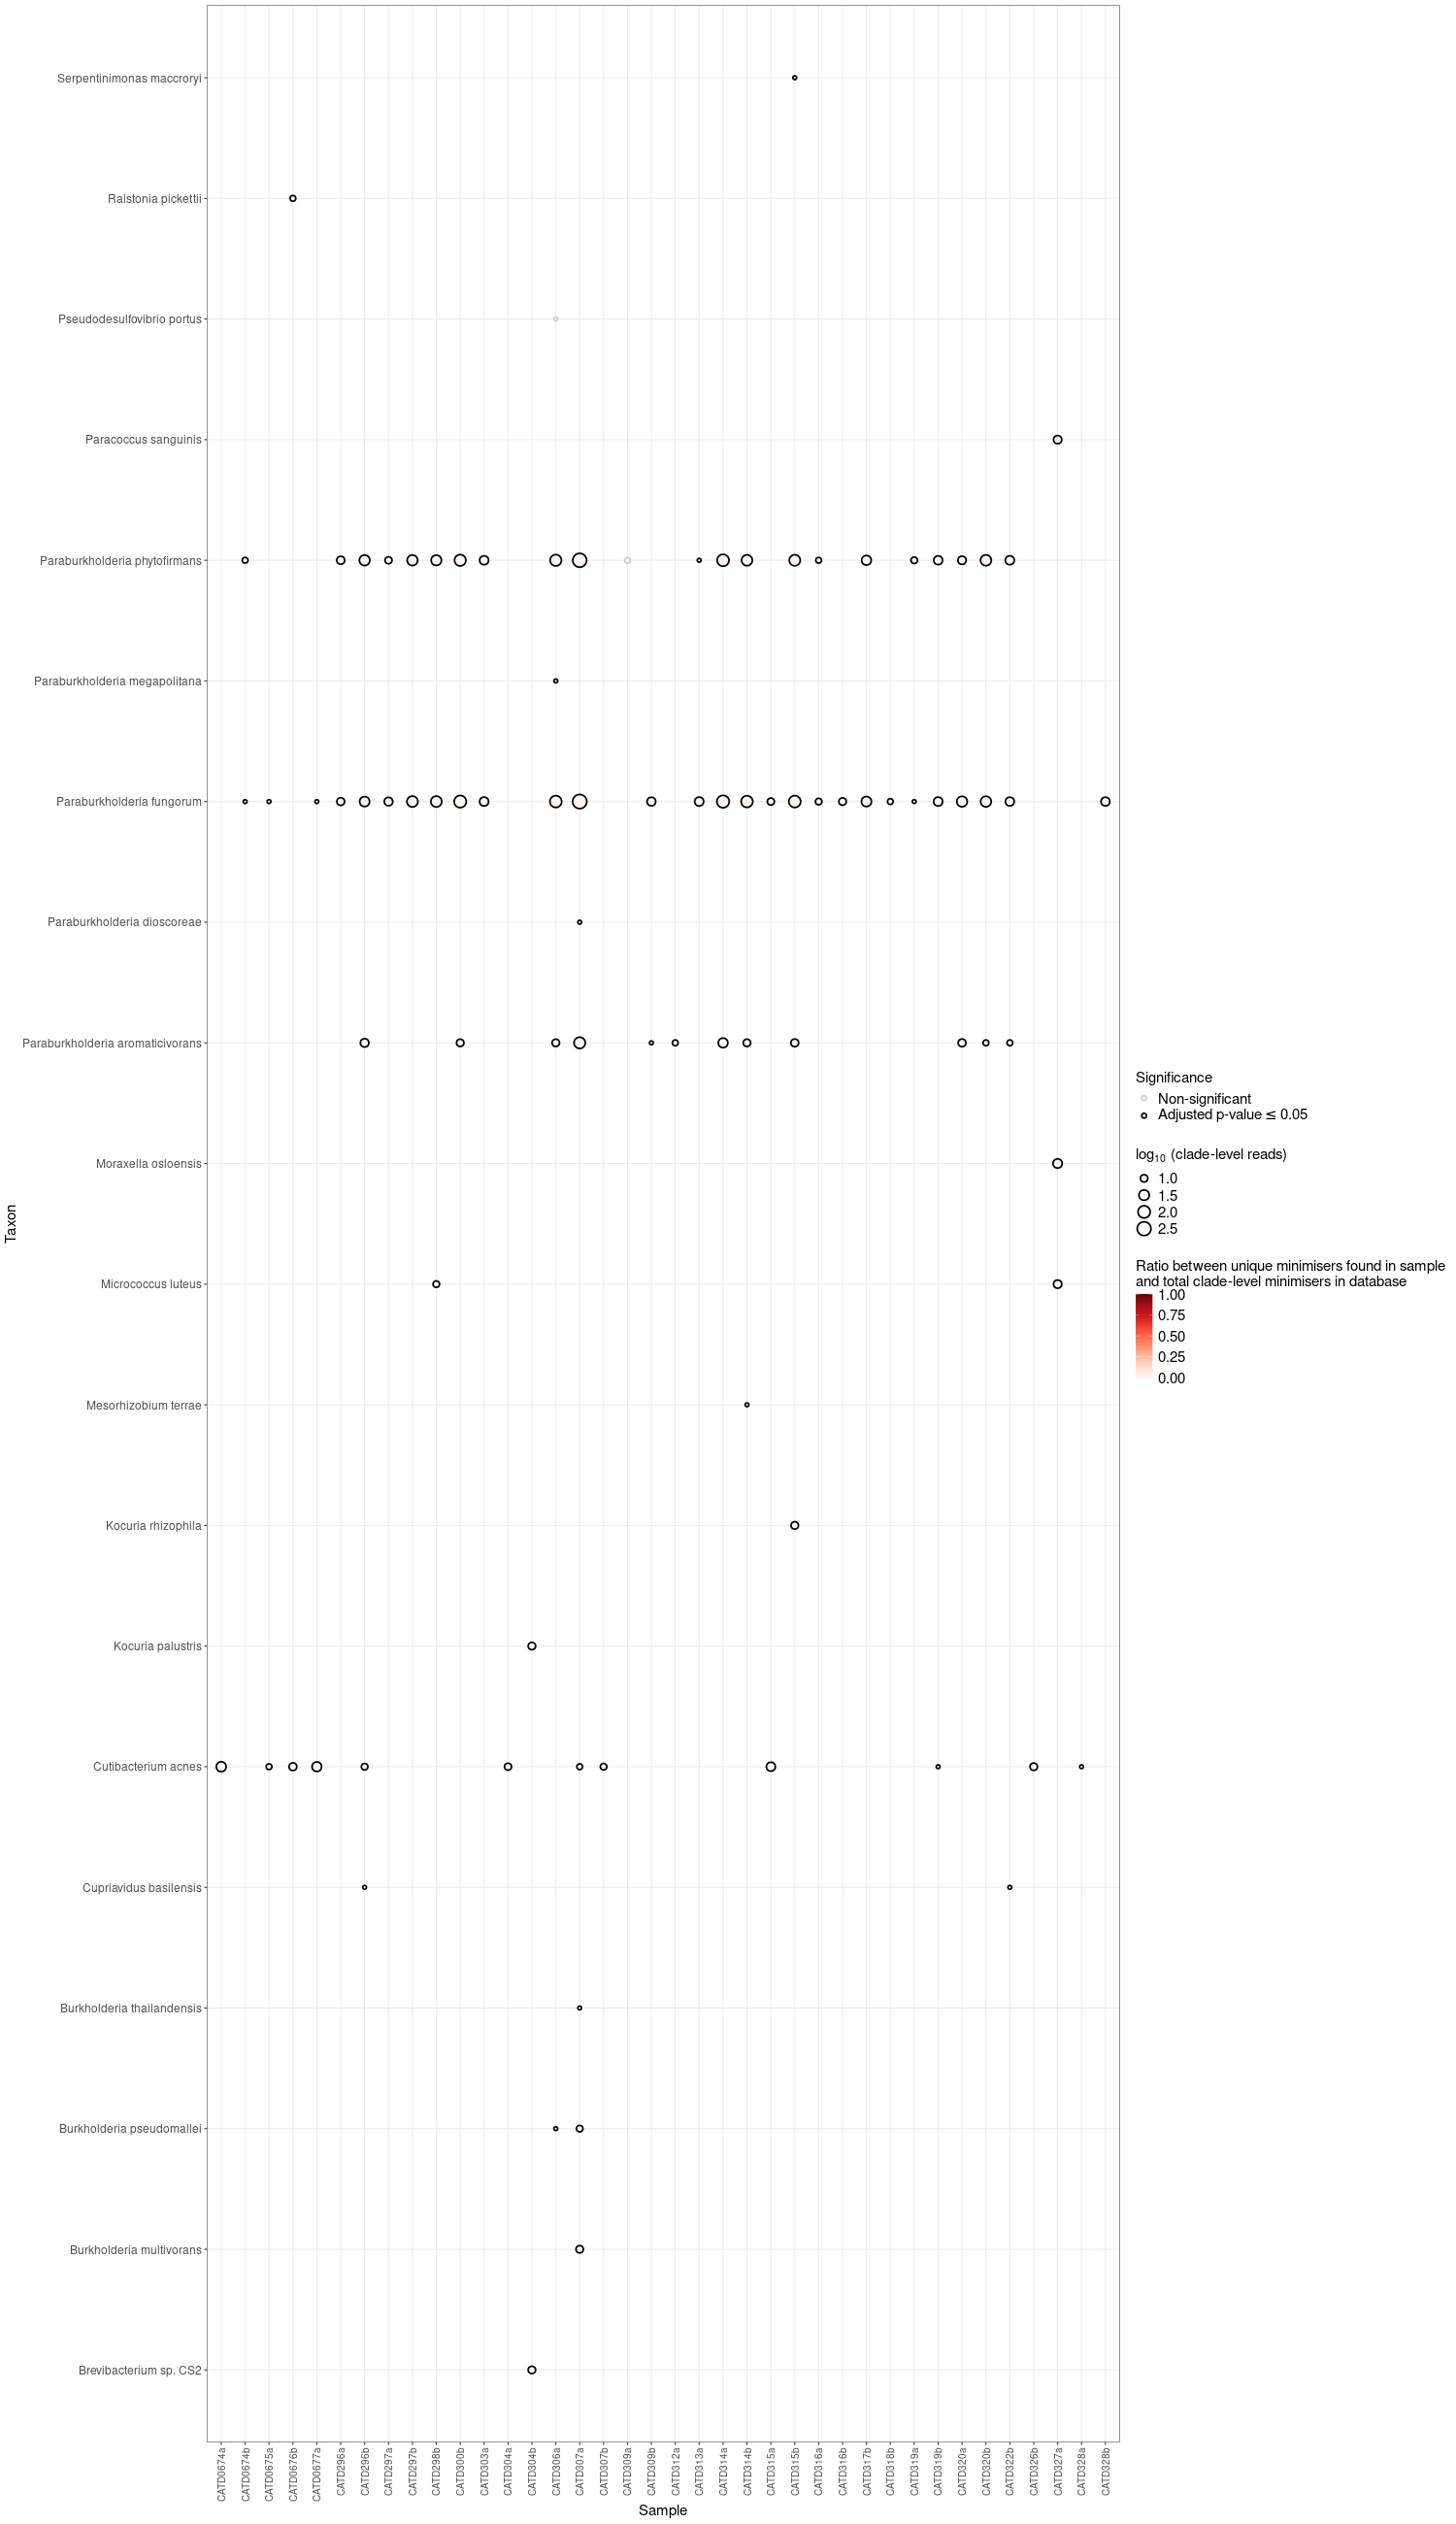 Serpentinimonas maccroryi
Ralstonia pickettii
Pseudodesulfovibrio portus
Paracoccus sanguinis
Paraburkholderia phytofirmans
Paraburkholderia megapolitana
Paraburkholderia fungorum
Paraburkholderia dioscoreae
Paraburkholderia aromaticivorans
Moraxella osloensis
Micrococcus luteus
Mesorhizobium terrae
Kocuria rhizophila
Kocuria palustris
Cutibacterium acnes
Cupriavidus basilensis
Burkholderia thailandensis
Burkholderia pseudomallei
Burkholderia multivorans
Brevibacterium sp. CS2
Taxon
CATD0674a
CATD0674b
CATD0675a
CATD0676b
CATD0677a
CATD296a
CATD296b
CATD297a
CATD297b
CATD298b
CATD300b
CATD303a
CATD304a
CATD304b
CATD306a
CATD307a
CATD307b
CATD309a
CATD309b
CATD312a
CATD313a
CATD314a
CATD314b
CATD315a
CATD315b
CATD316a
CATD316b
CATD317b
CATD318b
CATD319a
CATD319b
CATD320a
CATD320b
CATD322b
CATD326b
CATD327a
CATD328a
CATD328b
Sample
Significance
Non-significant
Adjusted p-value ≤ 0.05
log10 (clade-level reads)
1.0
1.5
2.0
2.5
Ratio between unique minimisers found in sample
and total clade-level minimisers in database
1.00
0.75
0.50
0.25
0.00